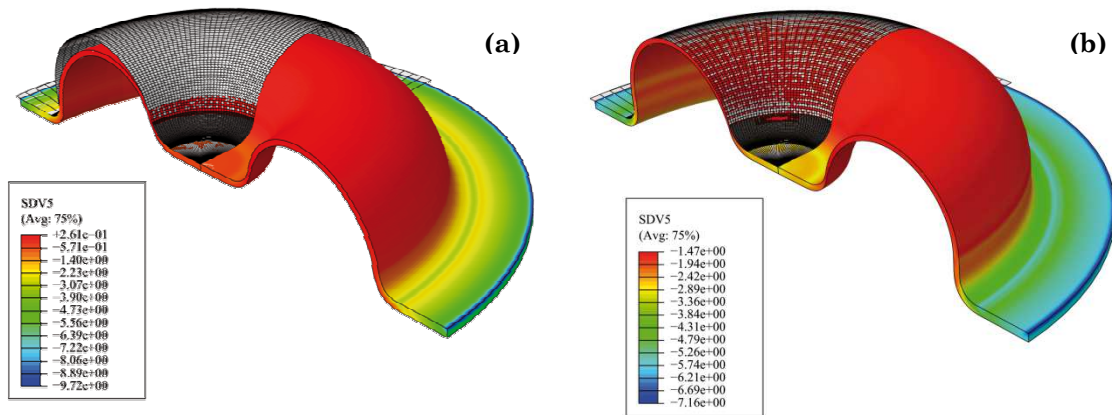 (a)
SDV5
(Avg: 75%)
+2.61e−01
−5.71e−01
−1.40e+00
−2.23e+00
−3.07e+00
−3.90e+00
−4.73e+00
−5.56e+00
−6.39e+00
−7.22e+00
−8.06e+00
−8.89e+00
−9.72e+00
(b)
SDV5
(Avg: 75%)
−1.47e+00
−1.94e+00
−2.42e+00
−2.89e+00
−3.36e+00
−3.84e+00
−4.31e+00
−4.79e+00
−5.26e+00
−5.74e+00
−6.21e+00
−6.69e+00
−7.16e+00